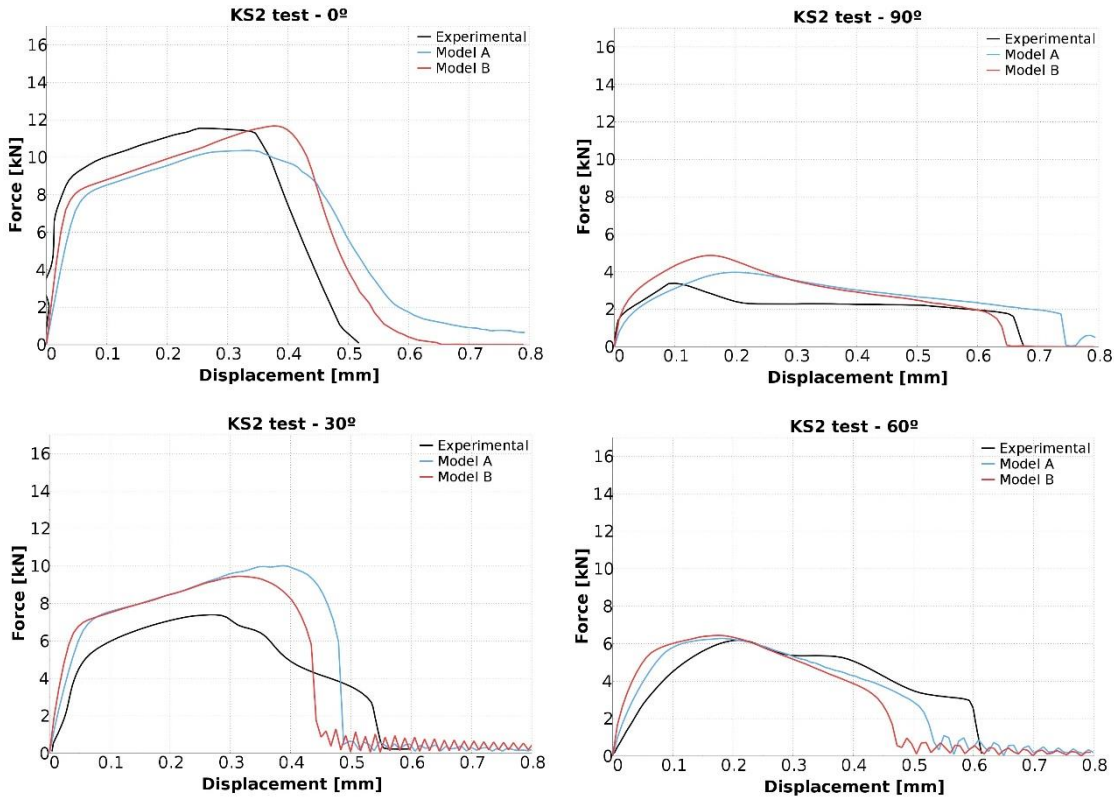 KS2 test - 0º
Experimental
Model A
Model B
Force [kN]
16
14
12
10
8
6
4
2
0
0 0.1 0.2 0.3 0.4 0.5 0.6 0.7 0.8
Displacement [mm]
KS2 test - 90º
Experimental
Model A
Model B
Force [kN]
16
14
12
10
8
6
4
2
0
0 0.1 0.2 0.3 0.4 0.5 0.6 0.7 0.8
Displacement [mm]
KS2 test - 30º
Experimental
Model A
Model B
Force [kN]
16
14
12
10
8
6
4
2
0
0 0.1 0.2 0.3 0.4 0.5 0.6 0.7 0.8
Displacement [mm]
KS2 test - 60º
Experimental
Model A
Model B
Force [kN]
16
14
12
10
8
6
4
2
0
0 0.1 0.2 0.3 0.4 0.5 0.6 0.7 0.8
Displacement [mm]